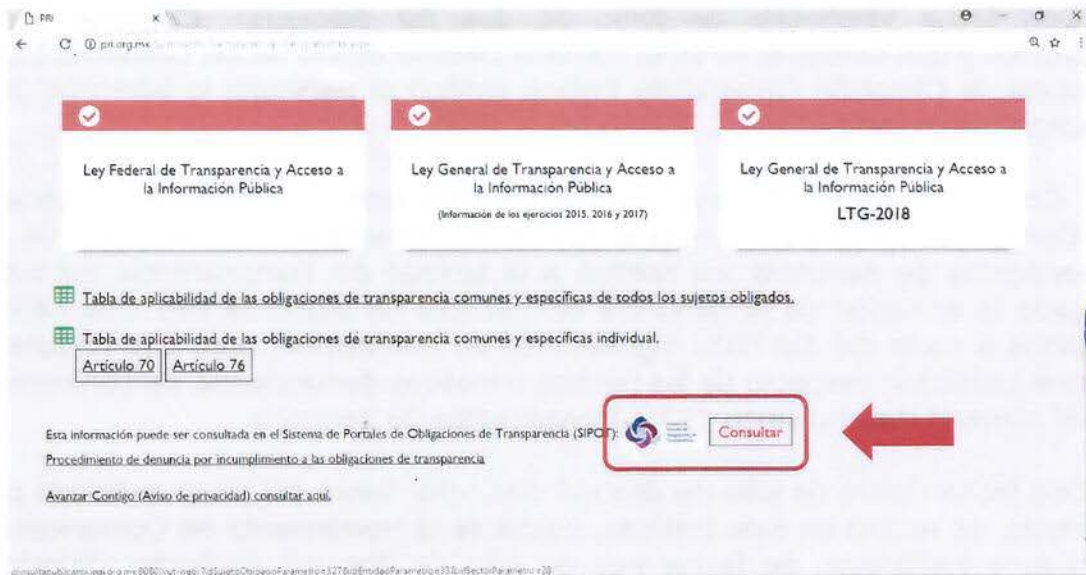 PRI
pri.org.mx
Ley Federal de Transparencia y Acceso a
la Información Pública
Ley General de Transparencia y Acceso a
la Información Pública
(Información de los ejercicios 2015, 2016 y 2017)
Ley General de Transparencia y Acceso a
la Información Pública
LTG-2018
Tabla de aplicabilidad de las obligaciones de transparencia comunes y específicas de todos los sujetos obligados.
Tabla de aplicabilidad de las obligaciones de transparencia comunes y específicas individual.
Artículo 70 Artículo 76
Esta información puede ser consultada en el Sistema de Portales de Obligaciones de Transparencia (SIPOT):
Consultar
Procedimiento de denuncia por incumplimiento a las obligaciones de transparencia
Avanzar Contigo (Aviso de privacidad) consultar aquí.